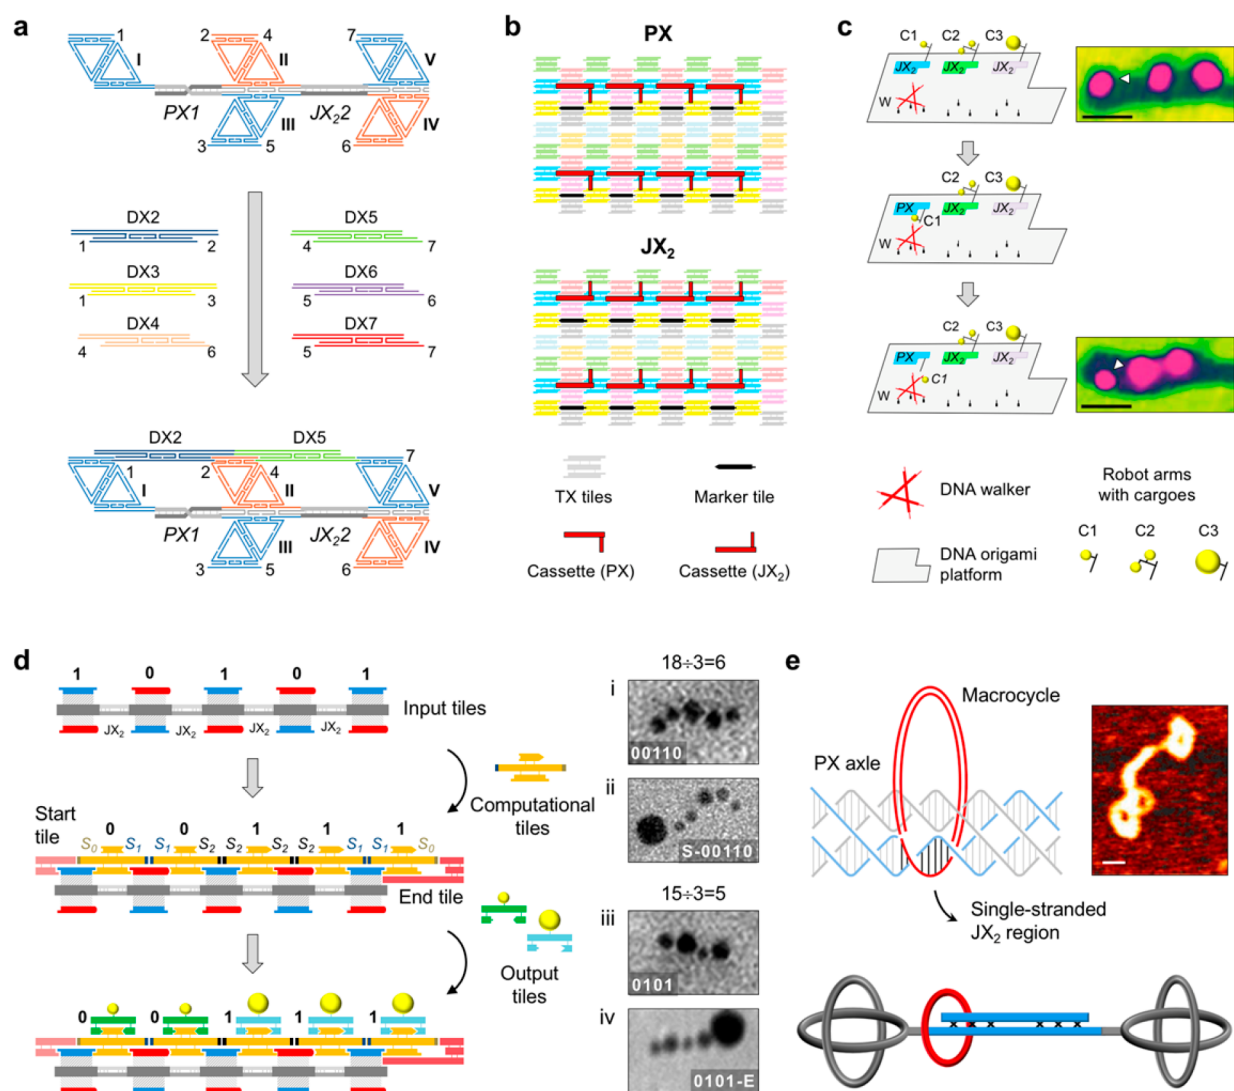 a
1
2
4
7
I
II
V
PX1
JX₂2
III
IV
3
5
6
DX2
DX5
1
2
4
7
DX3
DX6
1
3
5
6
DX4
DX7
4
6
5
7
DX2
DX5
1
2
4
7
I
II
V
PX1
JX₂2
III
IV
3
5
6
b
PX
JX₂
TX tiles
Marker tile
Cassette (PX)
Cassette (JX₂)
c
C1
C2
C3
JX₂
JX₂
JX₂
W
C2
C3
PX
JX₂
JX₂
C1
W
C2
C3
PX
JX₂
JX₂
C1
W
DNA walker
Robot arms
with cargoes
DNA origami
platform
C1
C2
C3
d
1
0
1
0
1
Input tiles
JX₂
JX₂
JX₂
JX₂
Computational
tiles
Start
tile
0
0
1
1
1
S₀
S₁
S₁
S₂
S₂
S₂
S₂
S₁
S₁
S₀
End tile
Output
tiles
0
0
1
1
1
18÷3=6
i
00110
ii
S-00110
15÷3=5
iii
0101
iv
0101-E
e
Macrocycle
PX axle
Single-stranded
JX₂ region